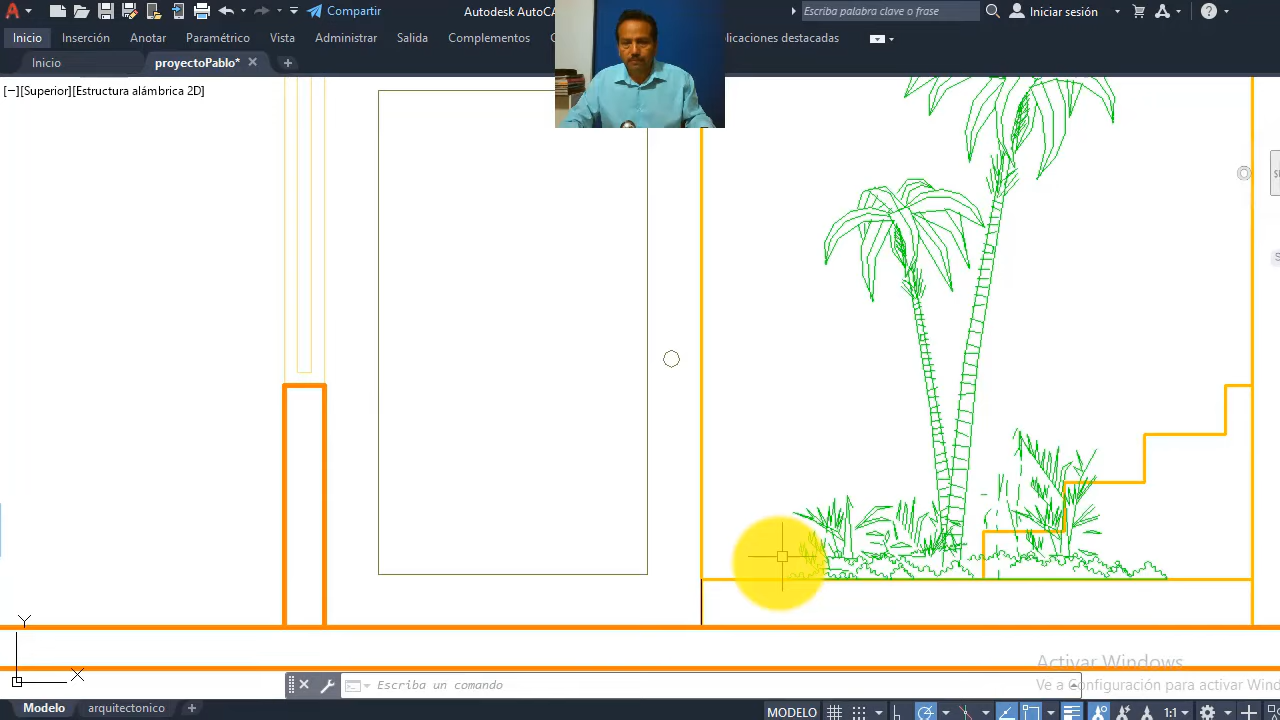 Compartir
Autodesk AutoCA
Escriba palabra clave o frase
Iniciar sesión
Inicio Inserción Anotar Paramétrico Vista Administrar Salida Complementos
licaciones destacadas
Inicio
proyectoPablo*
[−][Superior][Estructura alámbrica 2D]
Y
X
Escriba un comando
Activar Windows
Ve a Configuración para activar Wind
Modelo
arquitectonico
MODELO
1:1